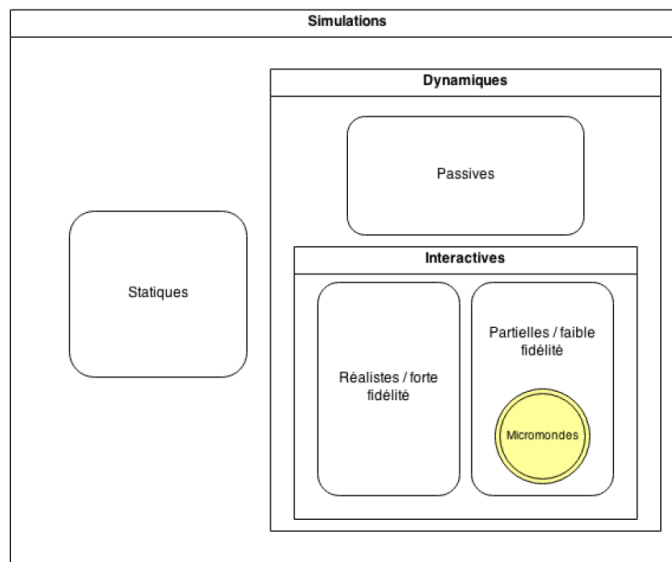 Simulations
Dynamiques
Passives
Statiques
Interactives
Réalistes / forte
fidélité
Partielles / faible
fidélité
Micromondes